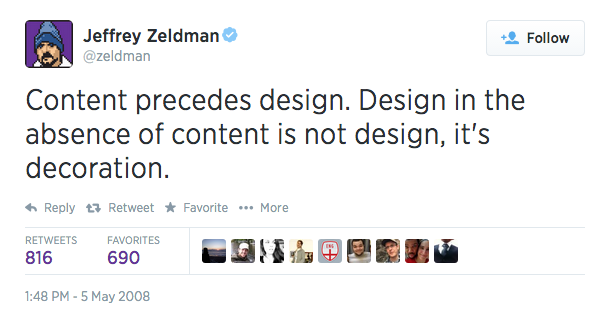 Jeffrey Zeldman
@zeldman
Follow
Content precedes design. Design in the
absence of content is not design, it's
decoration.
Reply Retweet Favorite More
RETWEETS FAVORITES
816 690
1:48 PM - 5 May 2008